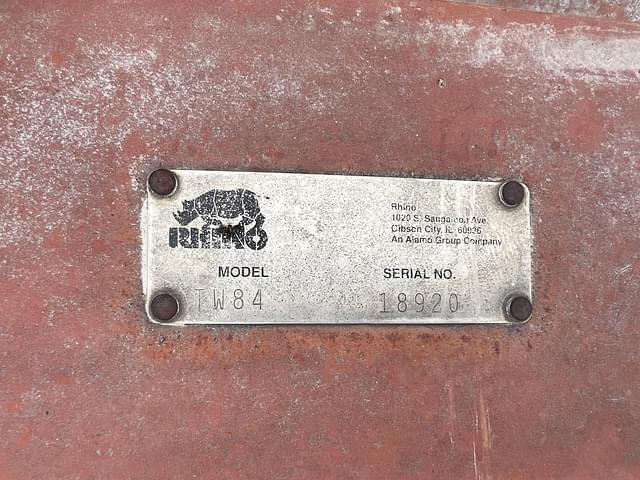 RHINO
Rhino
1020 S. Sangamon Ave.
Gibson City, IL 60936
An Alamo Group Company
MODEL SERIAL NO.
TW84 18920